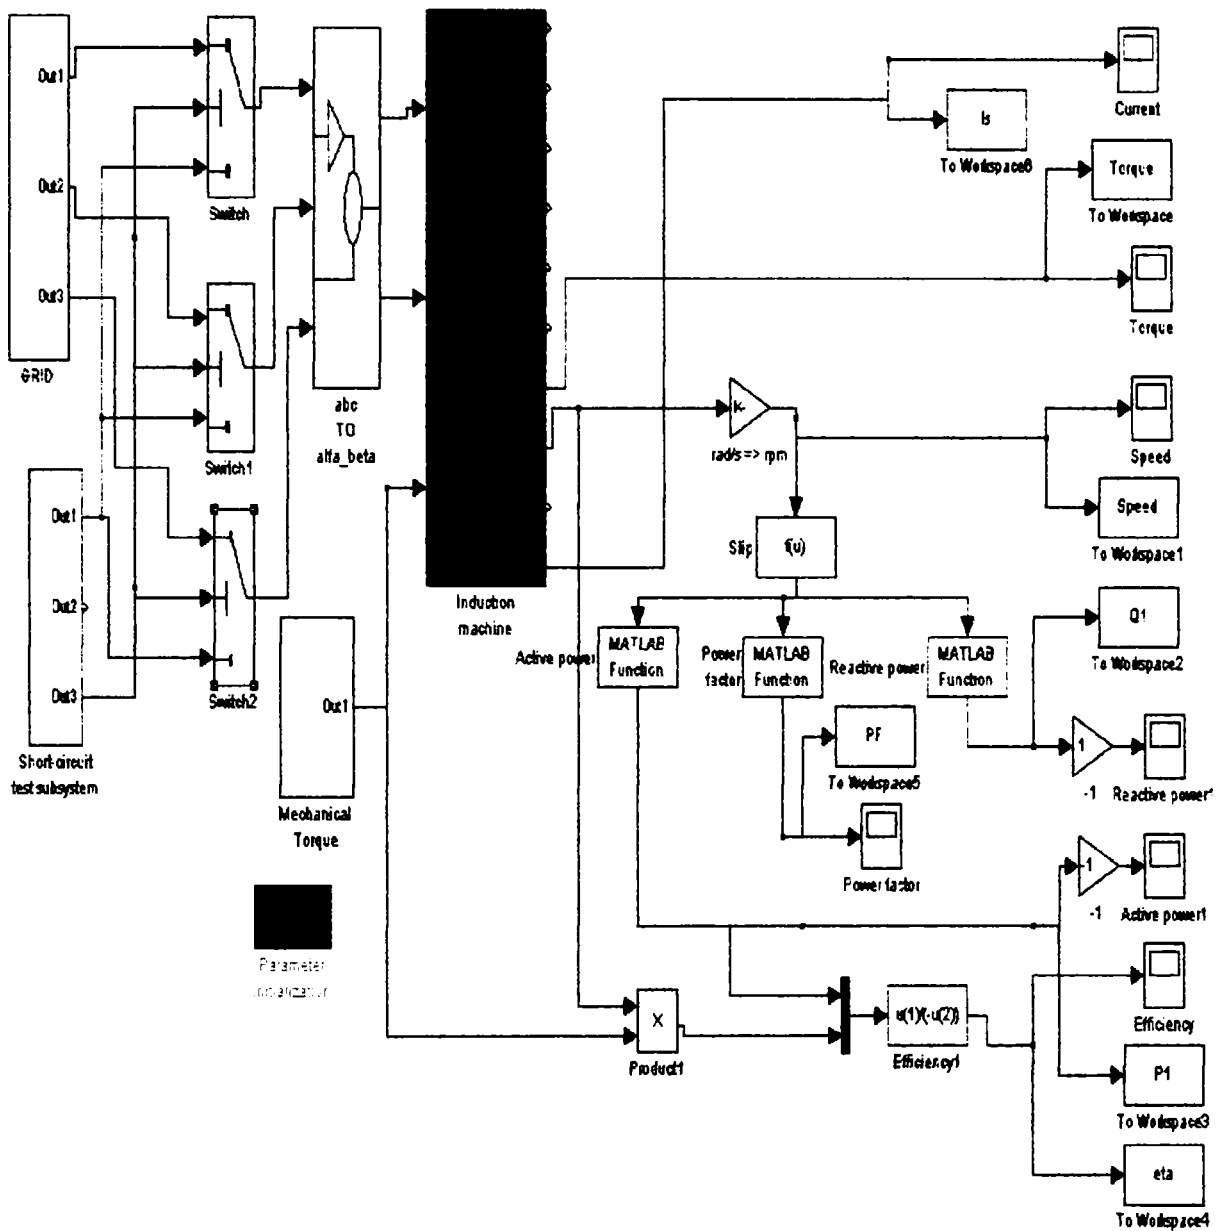 Out1
Out2
Out3
GRID
Switch
Switch1
Switch2
abc
TO
alfa_beta
Out1
Out2
Out3
Short-circuit
test subsystem
Out1
Mechanical
Torque
Parameter
Induction
machine
Current
Is
To Workspace6
Torque
To Workspace
Torque
K-
rad/s => rpm
Speed
Speed
To Workspace1
Slip
f(u)
Active power
MATLAB
Function
Power
factor
MATLAB
Function
Reactive power
MATLAB
Function
Q1
To Workspace2
PF
To Workspace5
Power factor
1
-1
Reactive power1
1
-1
Active power1
X
Product1
u(1)/(-u(2))
Efficiency1
Efficiency
P1
To Workspace3
eta
To Workspace4